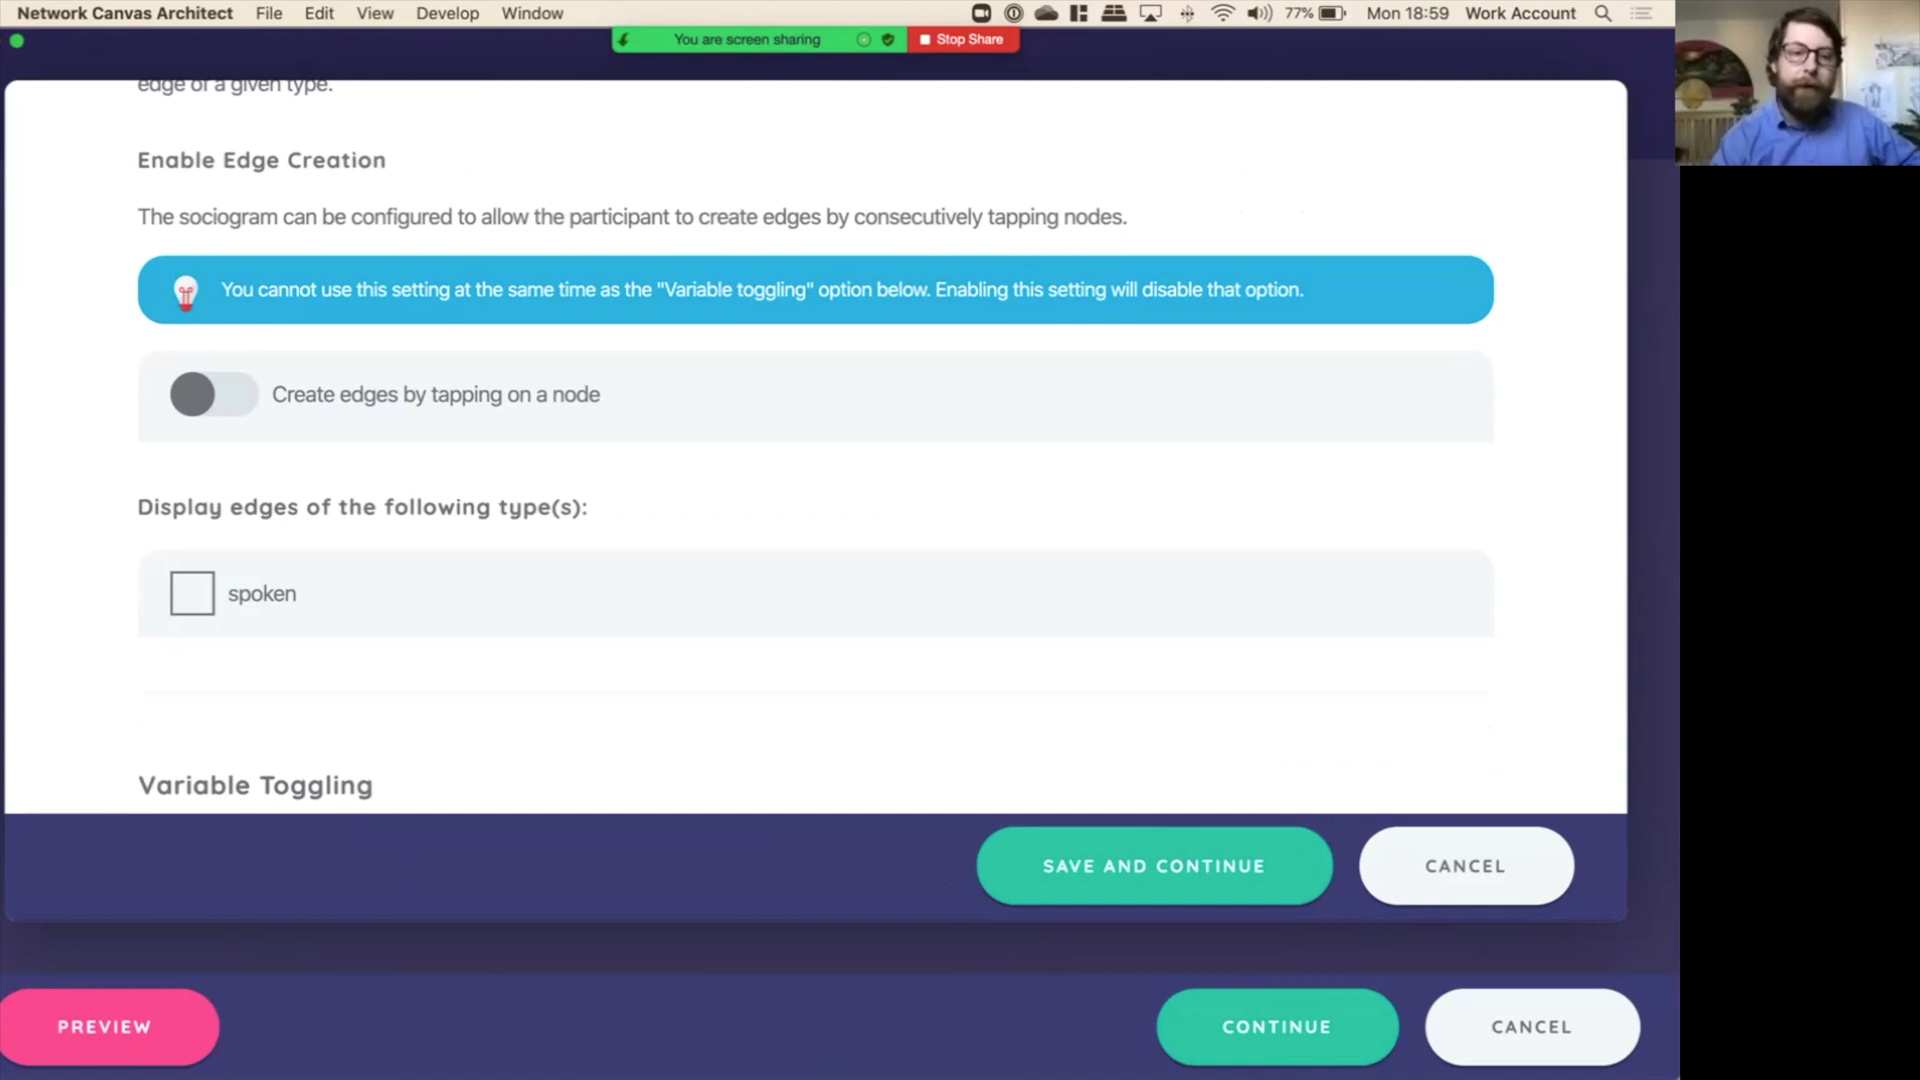 Network Canvas Architect File Edit View Develop Window 77% Mon 18:59 Work Account
You are screen sharing Stop Share
edge of a given type.
Enable Edge Creation
The sociogram can be configured to allow the participant to create edges by consecutively tapping nodes.
You cannot use this setting at the same time as the "Variable toggling" option below. Enabling this setting will disable that option.
Create edges by tapping on a node
Display edges of the following type(s):
spoken
Variable Toggling
SAVE AND CONTINUE CANCEL
PREVIEW CONTINUE CANCEL